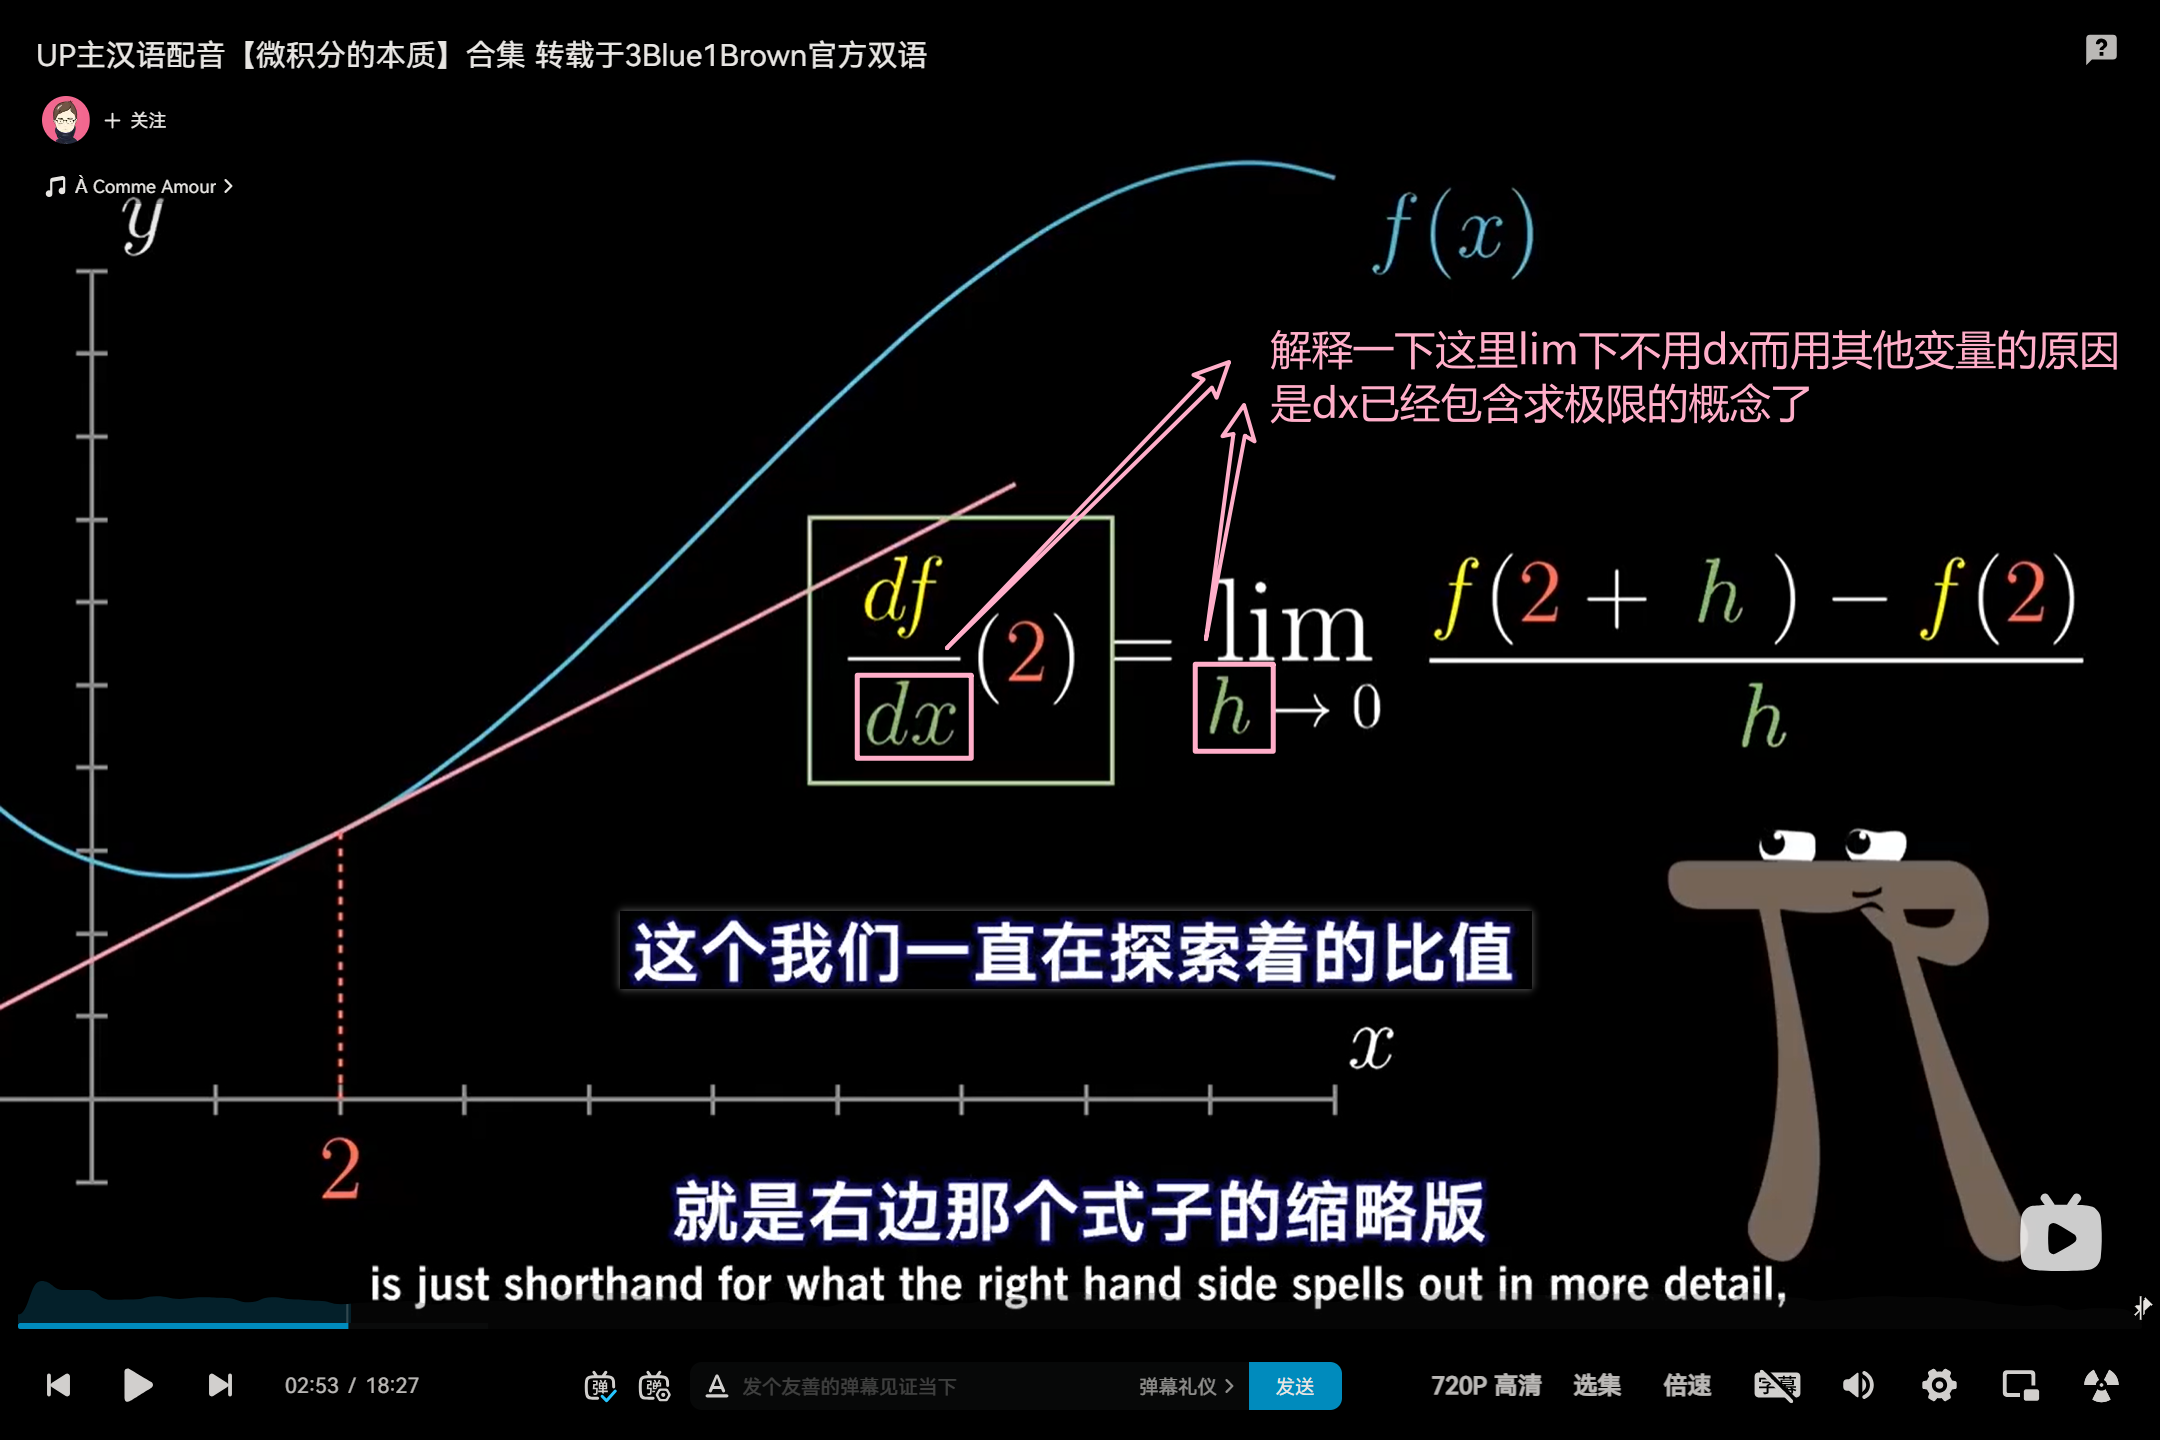 UP主汉语配音【微积分的本质】合集 转载于3Blue1Brown官方双语
+ 关注
À Comme Amour
y
f(x)
解释一下这里lim下不用dx而用其他变量的原因
是dx已经包含求极限的概念了
df/dx (2) = lim h→0 f(2 + h) − f(2) / h
这个我们一直在探索着的比值
x
2
就是右边那个式子的缩略版
is just shorthand for what the right hand side spells out in more detail,
02:53 / 18:27
弹
弹
A 发个友善的弹幕见证当下
弹幕礼仪
发送
720P 高清
选集
倍速
字幕